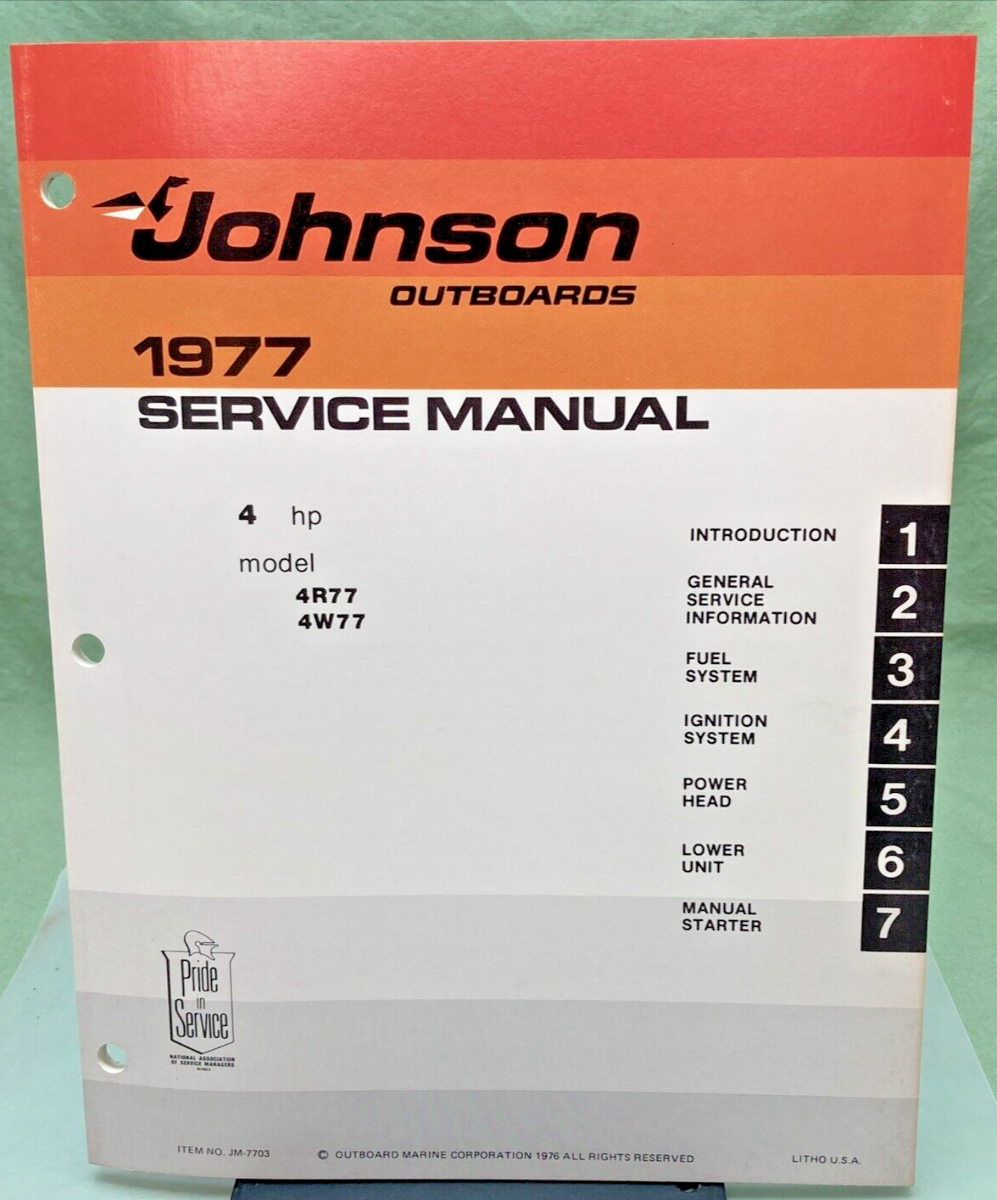 Johnson
OUTBOARDS
1977
SERVICE MANUAL
4 hp
model
4R77
4W77
INTRODUCTION 1
GENERAL
SERVICE
INFORMATION
2
FUEL
SYSTEM
3
IGNITION
SYSTEM
4
POWER
HEAD
5
LOWER
UNIT
6
MANUAL
STARTER
7
Pride
in
Service
NATIONAL ASSOCIATION
OF SERVICE MANAGERS
ITEM NO. JM-7703 © OUTBOARD MARINE CORPORATION 1976 ALL RIGHTS RESERVED LITHO U.S.A.